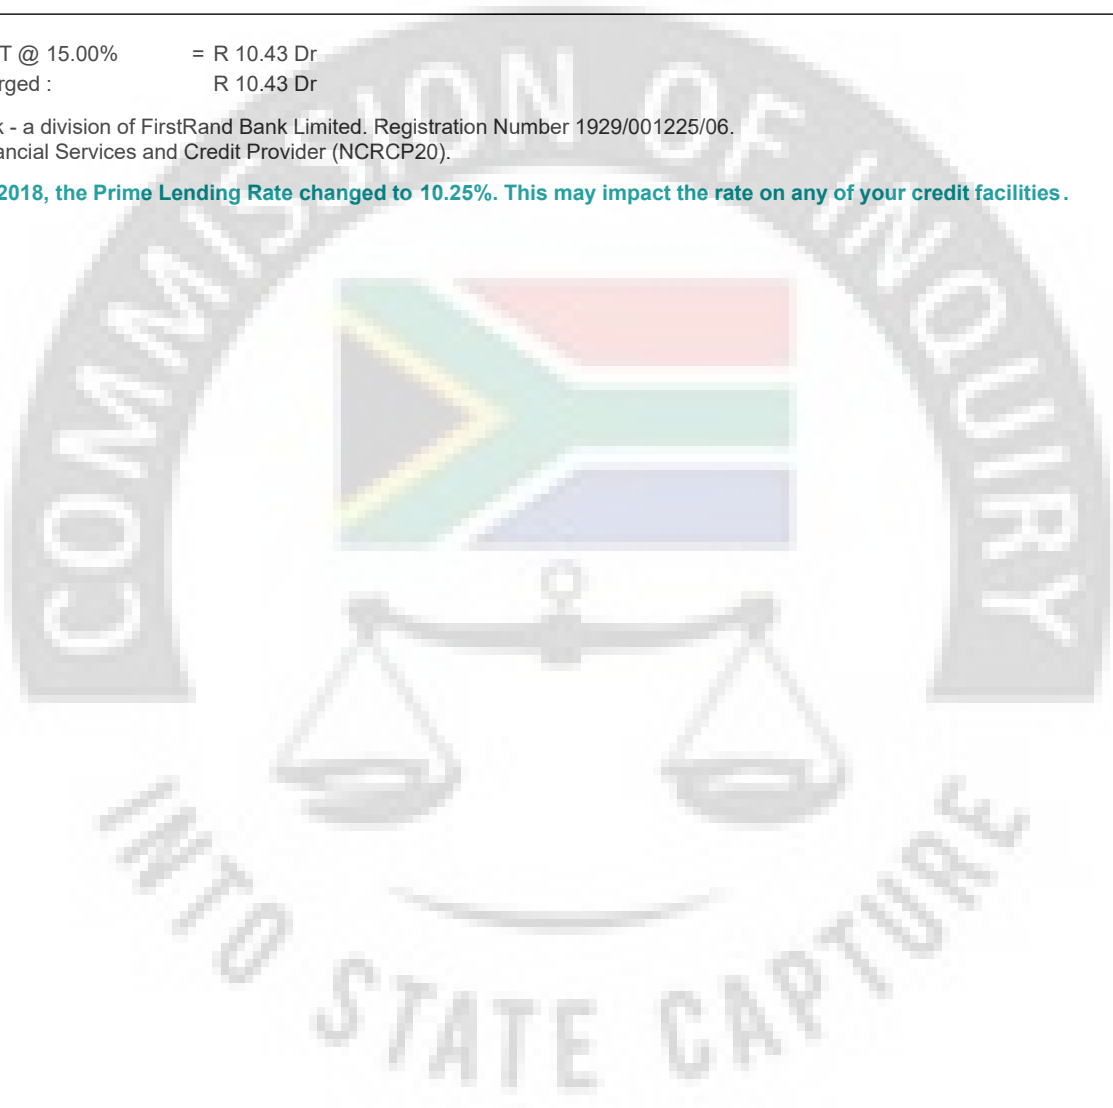 T @ 15.00% = R 10.43 Dr
rged : R 10.43 Dr
k - a division of FirstRand Bank Limited. Registration Number 1929/001225/06.
ancial Services and Credit Provider (NCRCP20).
2018, the Prime Lending Rate changed to 10.25%. This may impact the rate on any of your credit facilities.
COMMISSION OF INQUIRY
INTO STATE CAPTURE